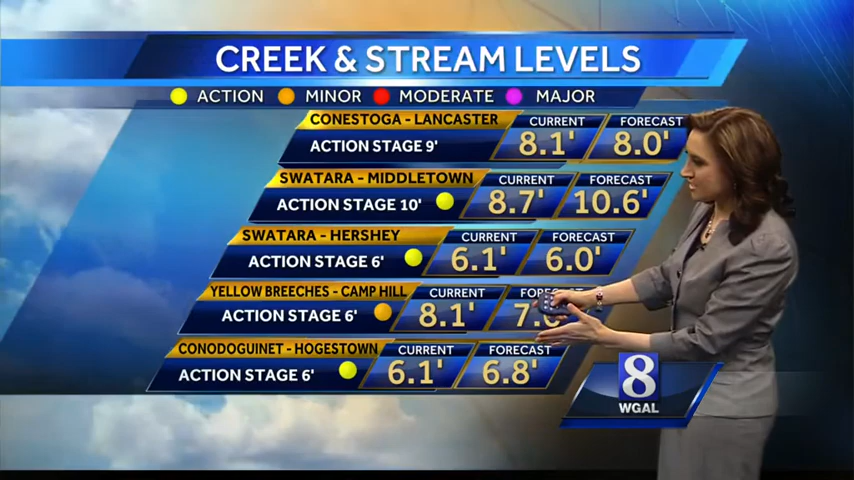 CREEK & STREAM LEVELS
ACTION MINOR MODERATE MAJOR
CONESTOGA - LANCASTER CURRENT FORECAST
ACTION STAGE 9' 8.1' 8.0'
SWATARA - MIDDLETOWN CURRENT FORECAST
ACTION STAGE 10' 8.7' 10.6'
SWATARA - HERSHEY CURRENT FORECAST
ACTION STAGE 6' 6.1' 6.0'
YELLOW BREECHES - CAMP HILL CURRENT
ACTION STAGE 6' 8.1'
CONODOGUINET - HOGESTOWN CURRENT FORECAST
ACTION STAGE 6' 6.1' 6.8'
8
WGAL